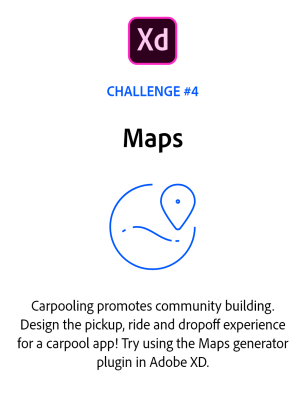 Xd
CHALLENGE #4
Maps
Carpooling promotes community building.
Design the pickup, ride and dropoff experience
for a carpool app! Try using the Maps generator
plugin in Adobe XD.